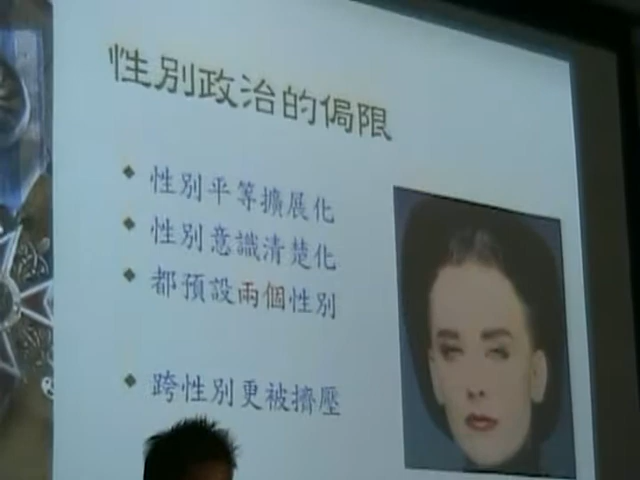 性別政治的侷限
性別平等擴展化
性別意識清楚化
都預設兩個性別
跨性別更被擠壓